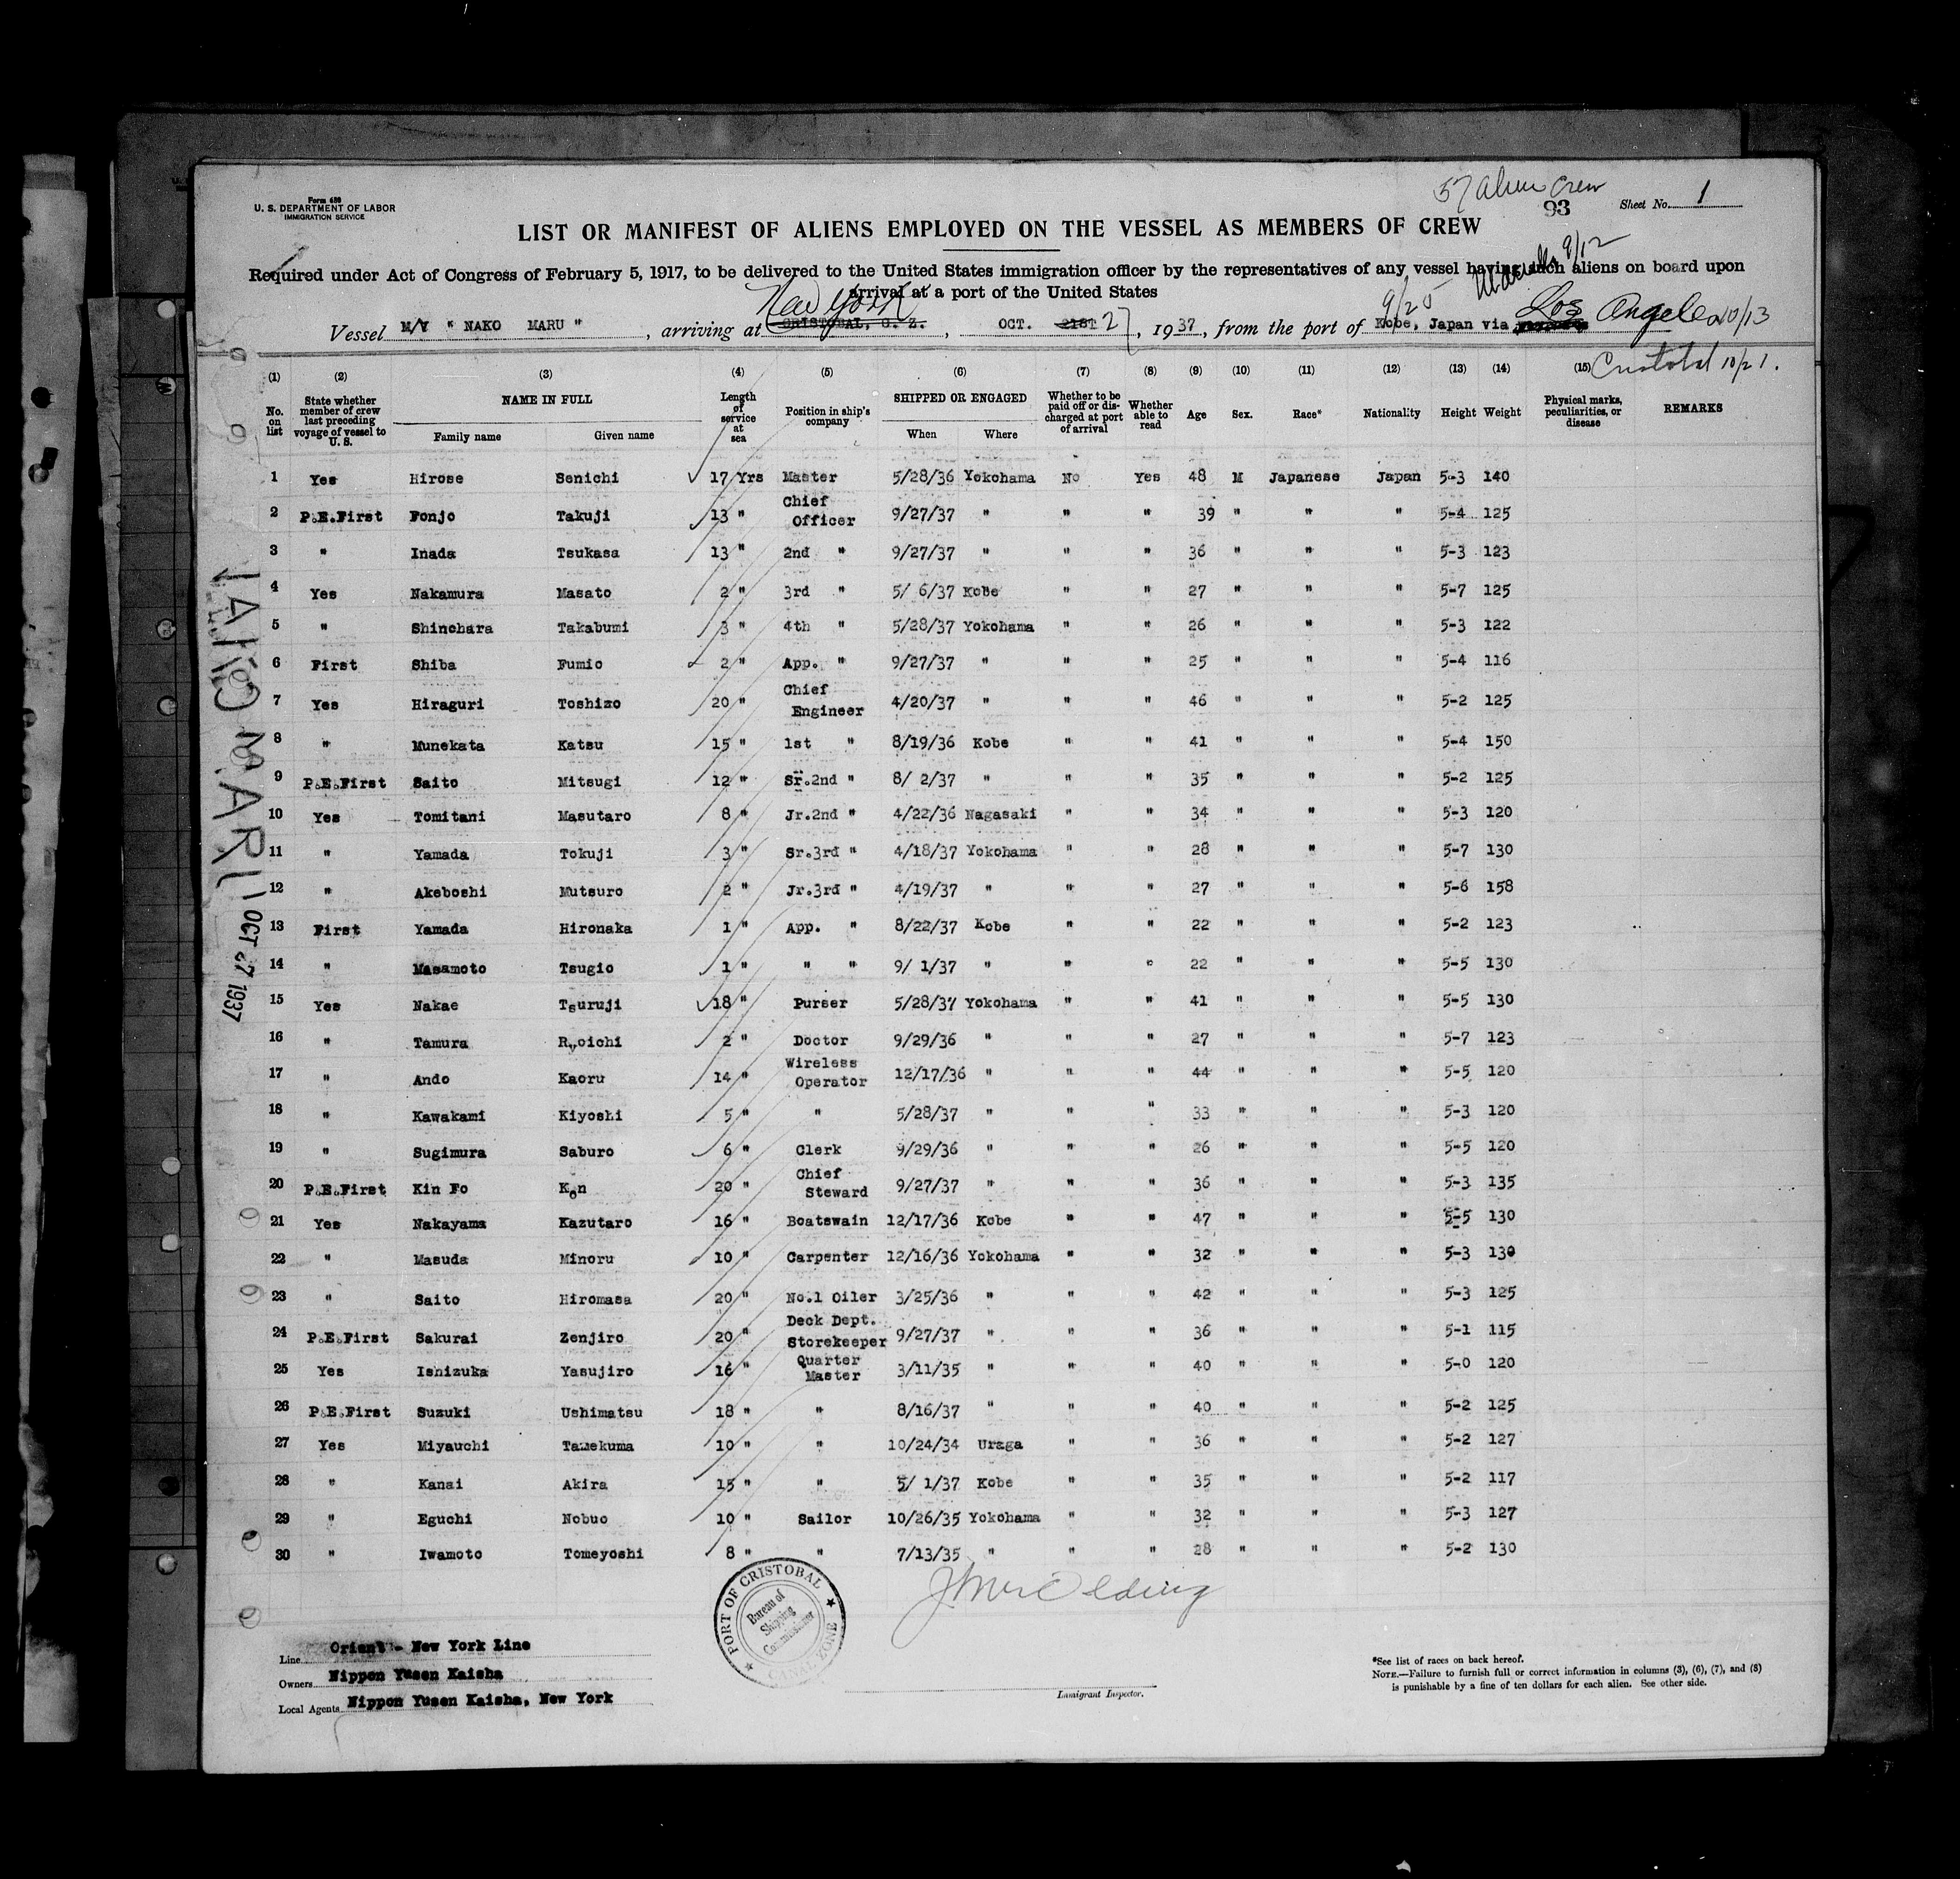 57 Alien Crew
Form 689
U. S. DEPARTMENT OF LABOR
IMMIGRATION SERVICE
93
Sheet No. 1
LIST OR MANIFEST OF ALIENS EMPLOYED ON THE VESSEL AS MEMBERS OF CREW
Required under Act of Congress of February 5, 1917, to be delivered to the United States immigration officer by the representatives of any vessel having such aliens on board upon
arrival at a port of the United States
9/12
New York 9/20 Los Angeles 10/13
Vessel M/V " NAKO MARU " , arriving at CRISTOBAL, C. Z. , OCT. 21ST 27, 1937, from the port of Kobe, Japan via
Cristobal 10/21.
(1) (2) (3) (4) (5) (6) (7) (8) (9) (10) (11) (12) (13) (14) (15)
No. on list State whether member of crew last preceding voyage of vessel to U. S. NAME IN FULL Family name Given name Length of service at sea Position in ship's company SHIPPED OR ENGAGED When Where Whether to be paid off or discharged at port of arrival Whether able to read Age Sex. Race* Nationality Height Weight Physical marks, peculiarities, or disease REMARKS
1 Yes Hirose Senichi 17 Yrs Master 5/28/36 Yokohama No Yes 48 M Japanese Japan 5-3 140
2 P.E.First Fonjo Takuji 13 " Chief Officer 9/27/37 " " " 39 " " " 5-4 125
3 " Inada Tsukasa 13 " 2nd " 9/27/37 " " " 36 " " " 5-3 123
4 Yes Nakamura Masato 2 " 3rd " 5/ 6/37 Kobe " " 27 " " " 5-7 125
5 " Shinohara Takabumi 3 " 4th " 5/28/37 Yokohama " " 26 " " " 5-3 122
6 First Shiba Fumio 2 " App. " 9/27/37 " " " 25 " " " 5-4 116
7 Yes Hiraguri Toshizo 20 " Chief Engineer 4/20/37 " " " 46 " " " 5-2 125
8 " Munekata Katsu 15 " 1st " 8/19/36 Kobe " " 41 " " " 5-4 150
9 P.E.First Saito Mitsugi 12 " Sr.2nd " 8/ 2/37 " " " 35 " " " 5-2 125
10 Yes Tomitani Masutaro 8 " Jr.2nd " 4/22/36 Nagasaki " " 34 " " " 5-3 120
11 " Yamada Tokuji 3 " Sr.3rd " 4/18/37 Yokohama " " 28 " " " 5-7 130
12 " Akeboshi Mutsuro 2 " Jr.3rd " 4/19/37 " " " 27 " " " 5-6 158
13 First Yamada Hironaka 1 " App. " 8/22/37 Kobe " " 22 " " " 5-2 123
14 " Masamoto Tsugio 1 " " " 9/ 1/37 " " " 22 " " " 5-5 130
15 Yes Nakae Tsuruji 18 " Purser 5/28/37 Yokohama " " 41 " " " 5-5 130
16 " Tamura Ryoichi 2 " Doctor 9/29/36 " " " 27 " " " 5-7 123
17 " Ando Kaoru 14 " Wireless Operator 12/17/36 " " " 44 " " " 5-5 120
18 " Kawakami Kiyoshi 5 " " 5/28/37 " " " 33 " " " 5-3 120
19 " Sugimura Saburo 6 " Clerk 9/29/36 " " " 26 " " " 5-5 120
20 P.E.First Kin Fo Kon 20 " Chief Steward 9/27/37 " " " 36 " " " 5-3 135
21 Yes Nakayama Kazutaro 16 " Boatswain 12/17/36 Kobe " " 47 " " " 5-5 130
22 " Masuda Minoru 10 " Carpenter 12/16/36 Yokohama " " 32 " " " 5-3 130
23 " Saito Hiromasa 20 " No.1 Oiler 3/25/36 " " " 42 " " " 5-3 125
24 P.E.First Sakurai Zenjiro 20 " Deck Dept. Storekeeper 9/27/37 " " " 36 " " " 5-1 115
25 Yes Ishizuka Yasujiro 16 " Quarter Master 3/11/35 " " " 40 " " " 5-0 120
26 P.E.First Suzuki Ushimatsu 18 " " 8/16/37 " " " 40 " " " 5-2 125
27 Yes Miyauchi Tamekuma 10 " " 10/24/34 Uraga " " 36 " " " 5-2 127
28 " Kanai Akira 15 " " 5/ 1/37 Kobe " " 35 " " " 5-2 117
29 " Eguchi Nobuo 10 " Sailor 10/26/35 Yokohama " " 32 " " " 5-3 127
30 " Iwamoto Tomeyoshi 8 " " 7/13/35 " " " 28 " " " 5-2 130
OCT 27 1937
PORT OF CRISTOBAL
Bureau of Shipping Commissioner
CANAL ZONE
Line Orient - New York Line
Owners Nippon Yusen Kaisha
Local Agents Nippon Yusen Kaisha, New York
Immigrant Inspector.
*See list of races on back hereof.
NOTE.—Failure to furnish full or correct information in columns (3), (6), (7), and (8)
is punishable by a fine of ten dollars for each alien. See other side.